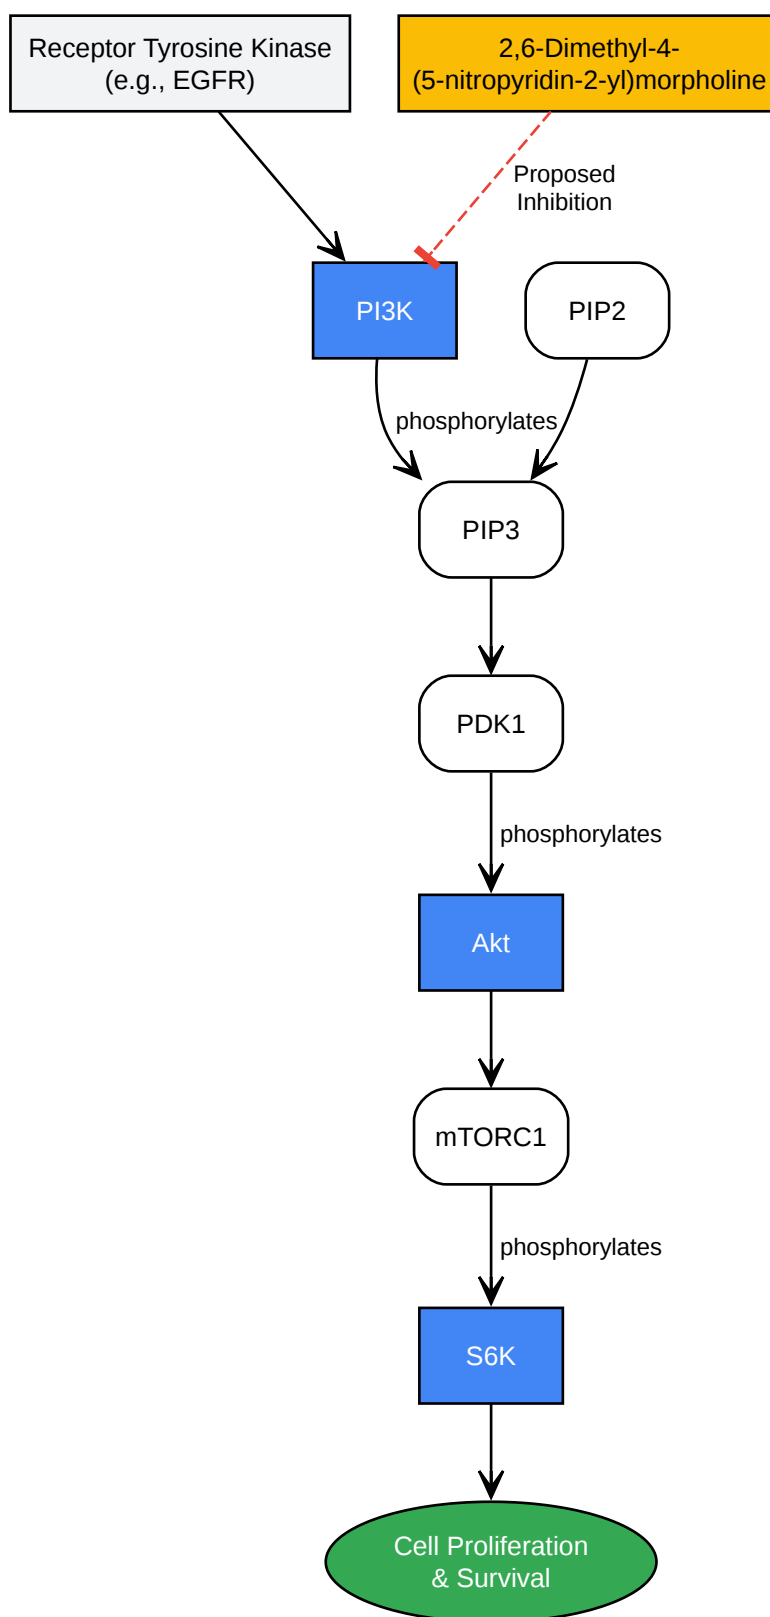 Receptor Tyrosine Kinase
(e.g., EGFR)
2,6-Dimethyl-4-
(5-nitropyridin-2-yl)morpholine
Proposed
Inhibition
PI3K
PIP2
phosphorylates
PIP3
PDK1
phosphorylates
Akt
mTORC1
phosphorylates
S6K
Cell Proliferation
& Survival